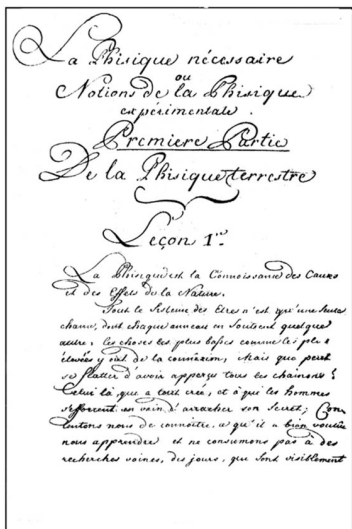 La Phisique nécessaire
ou
Notions de la Phisique
expérimentale.
Premiere Partie
De la Phisique terrestre
Leçon 1re.
La Phisique est la Connoissance des Causes
et des Effets de la Nature.
Tout le Sisteme des Etres n'est qu'une seule
chaine, dont chaque anneau en soutient quelque
autre: les choses les plus basses comme les plus
élevées y ont de la connexion, Mais qui peut
se flatter d'avoir apperçu tous les chainons?
Celui là, qui a tout créé, et à qui les hommes
s'efforcent en vain d'arracher son Secret; Con
tentons nous de connoître, ce qu'il a bien voulu
nous apprendre et ne consumons pas à des
recherches vaines, des jours, qui sont visiblement